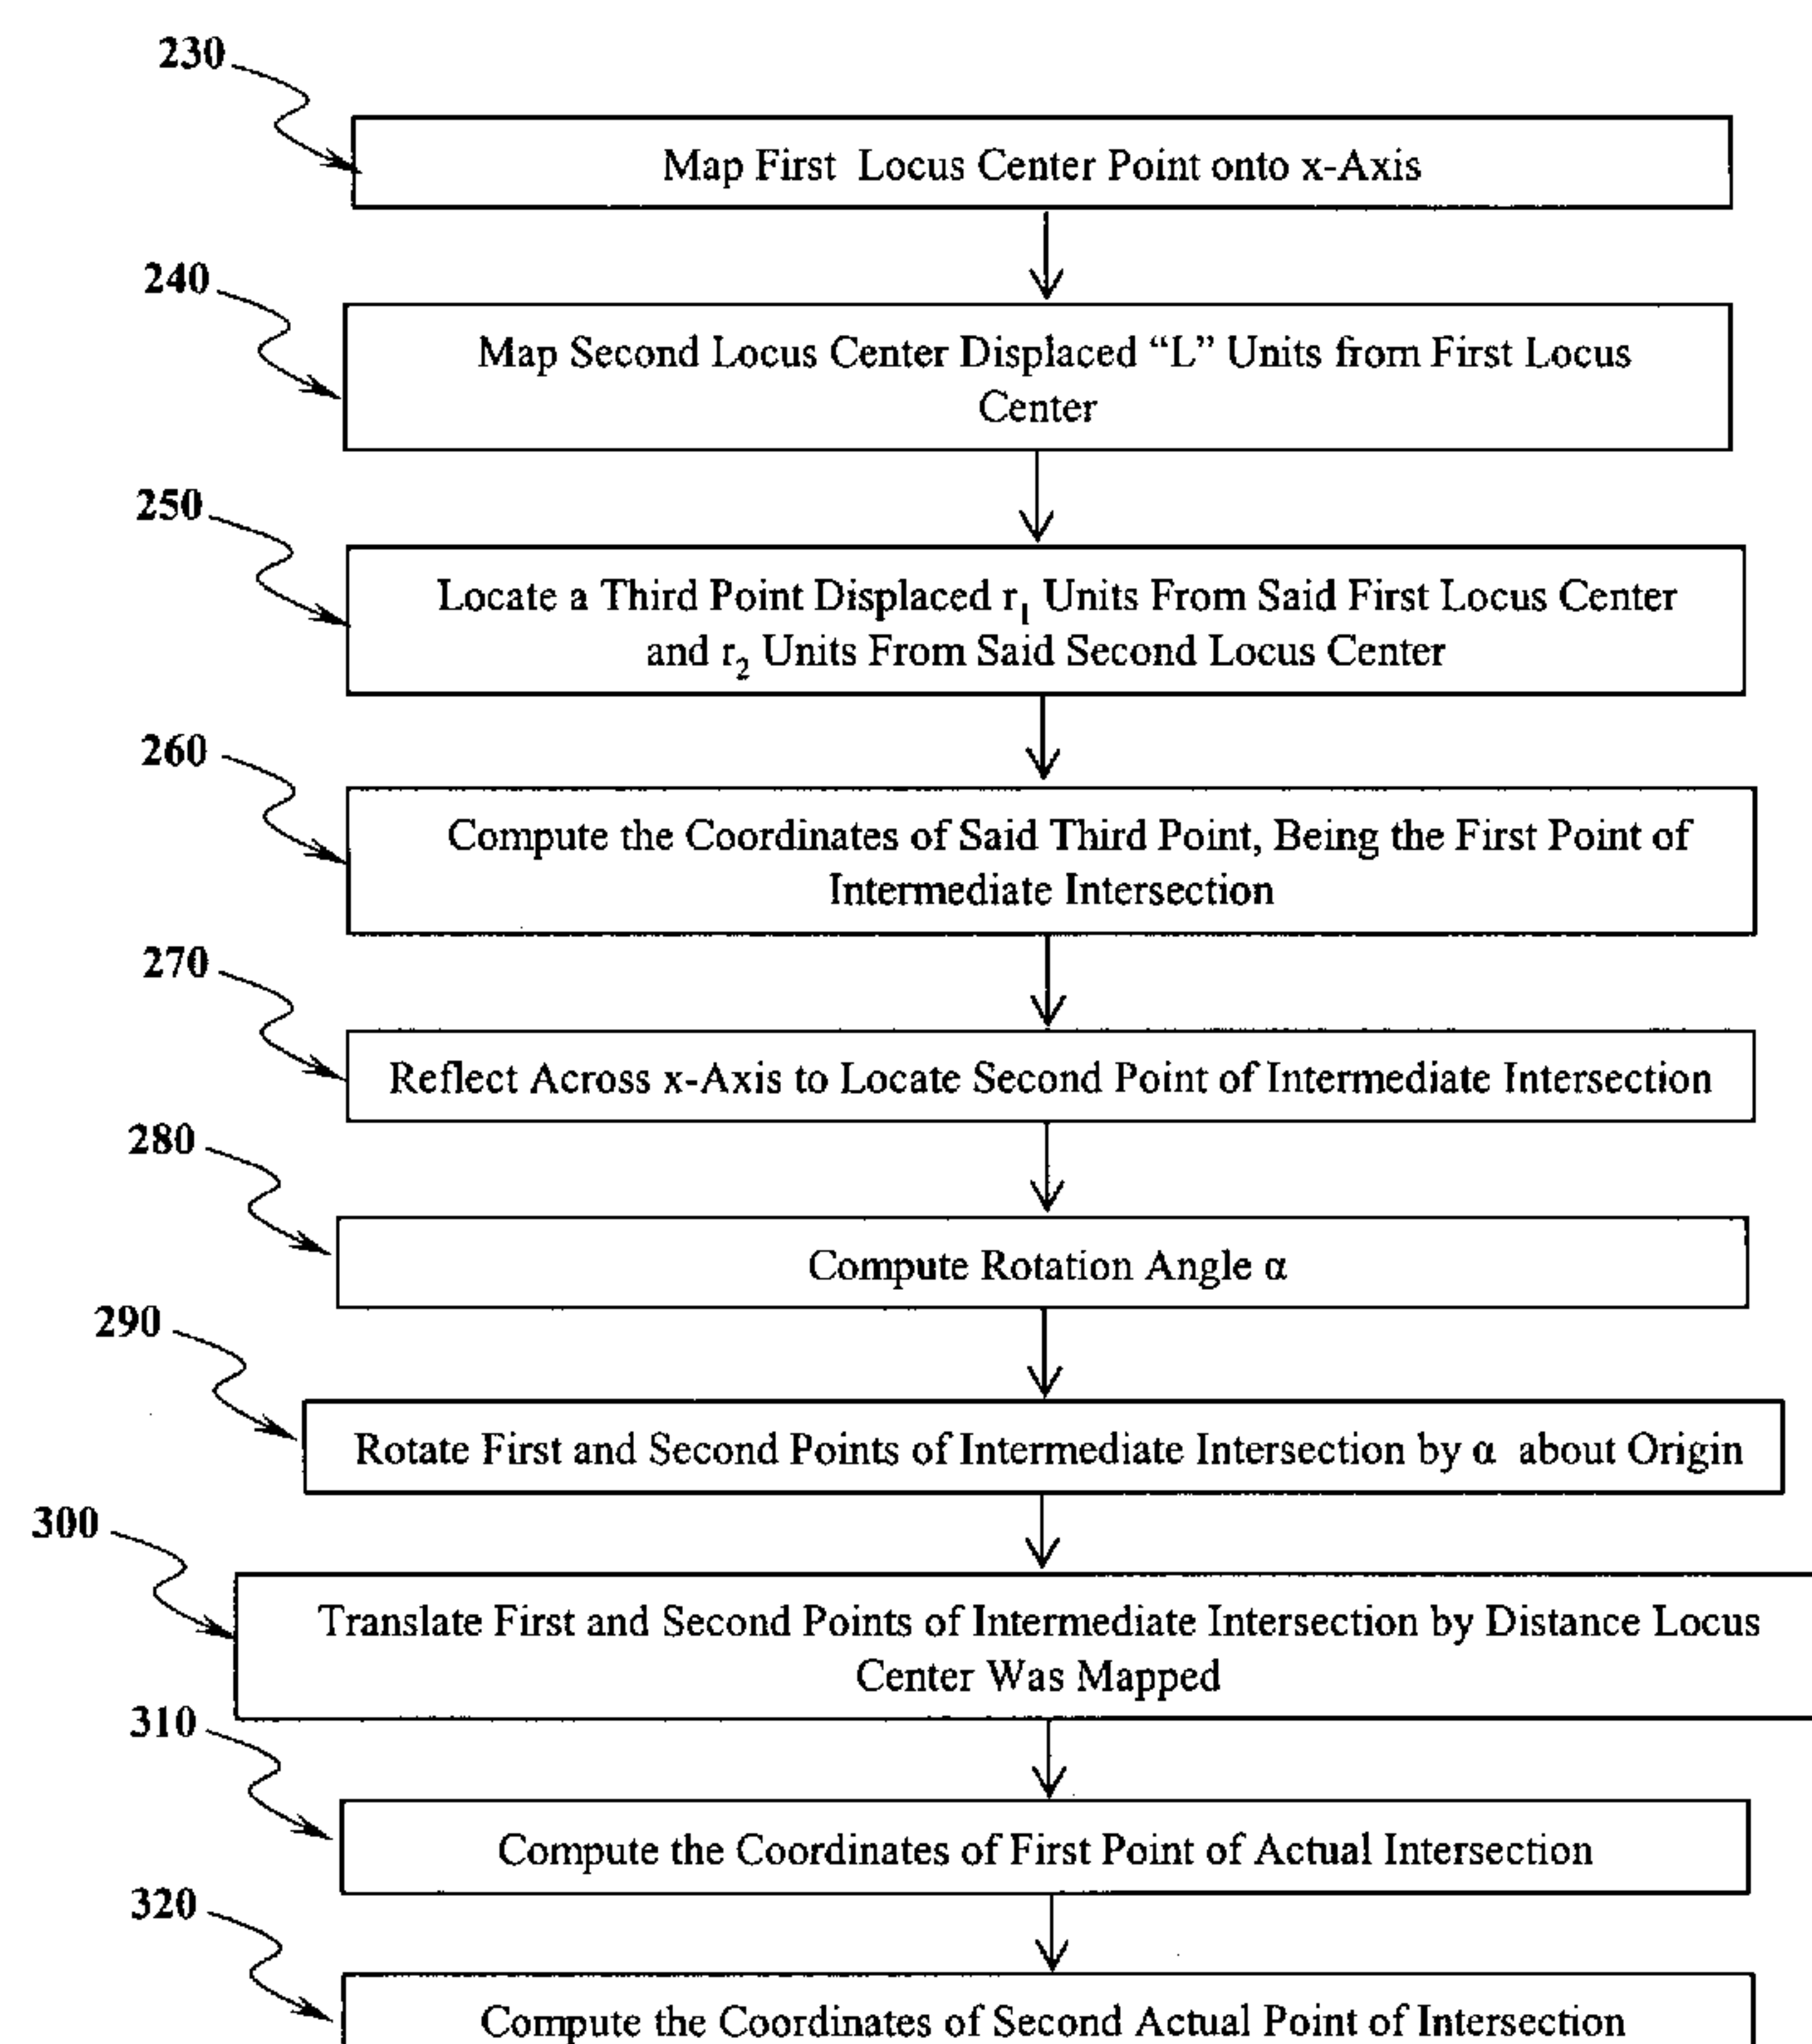 230
Map First Locus Center Point onto x-Axis
240
Map Second Locus Center Displaced “L” Units from First Locus
Center
250
Locate a Third Point Displaced r₁ Units From Said First Locus Center
and r₂ Units From Said Second Locus Center
260
Compute the Coordinates of Said Third Point, Being the First Point of
Intermediate Intersection
270
Reflect Across x-Axis to Locate Second Point of Intermediate Intersection
280
Compute Rotation Angle α
290
Rotate First and Second Points of Intermediate Intersection by α about Origin
300
Translate First and Second Points of Intermediate Intersection by Distance Locus
Center Was Mapped
310
Compute the Coordinates of First Point of Actual Intersection
320
Compute the Coordinates of Second Actual Point of Intersection